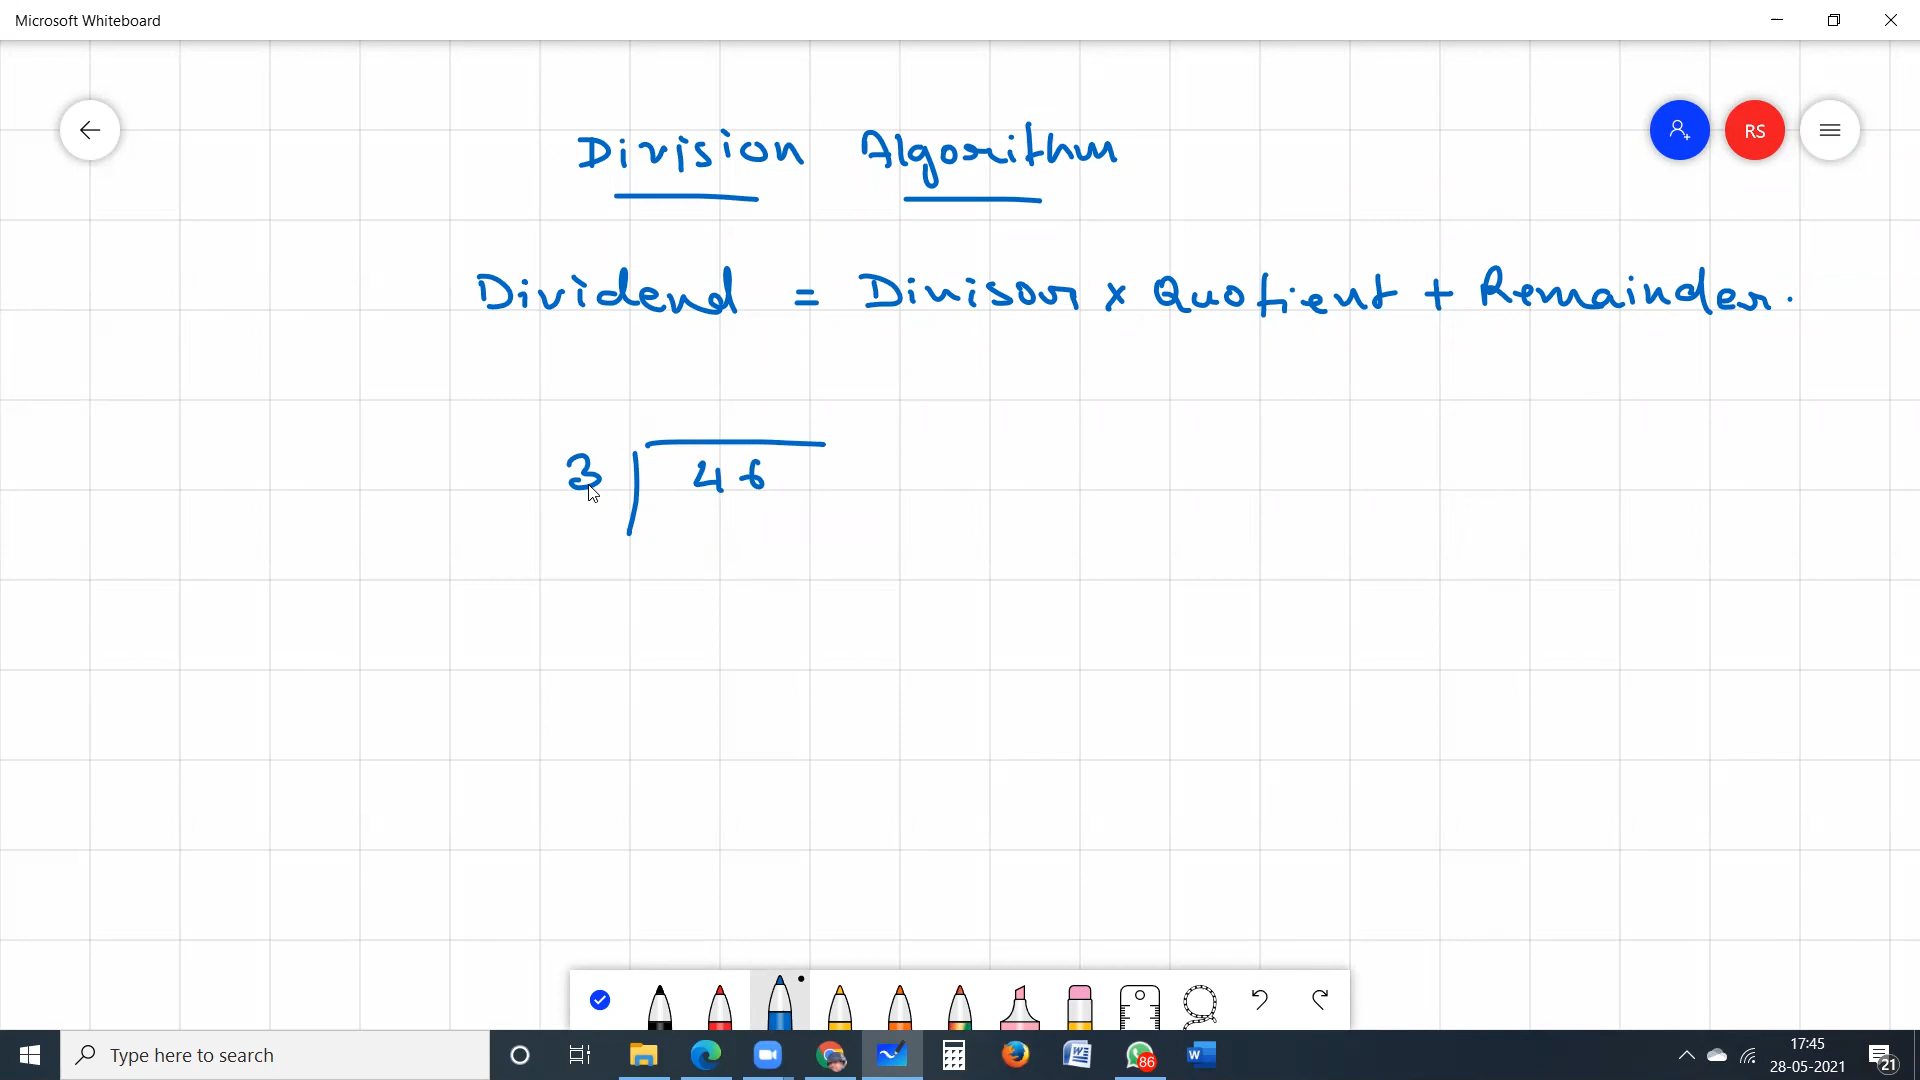 Microsoft Whiteboard
RS
Division Algorithm
Dividend = Divisour × Quotient + Remainder.
3 46
Type here to search
86
W
W
17:45
28-05-2021
21